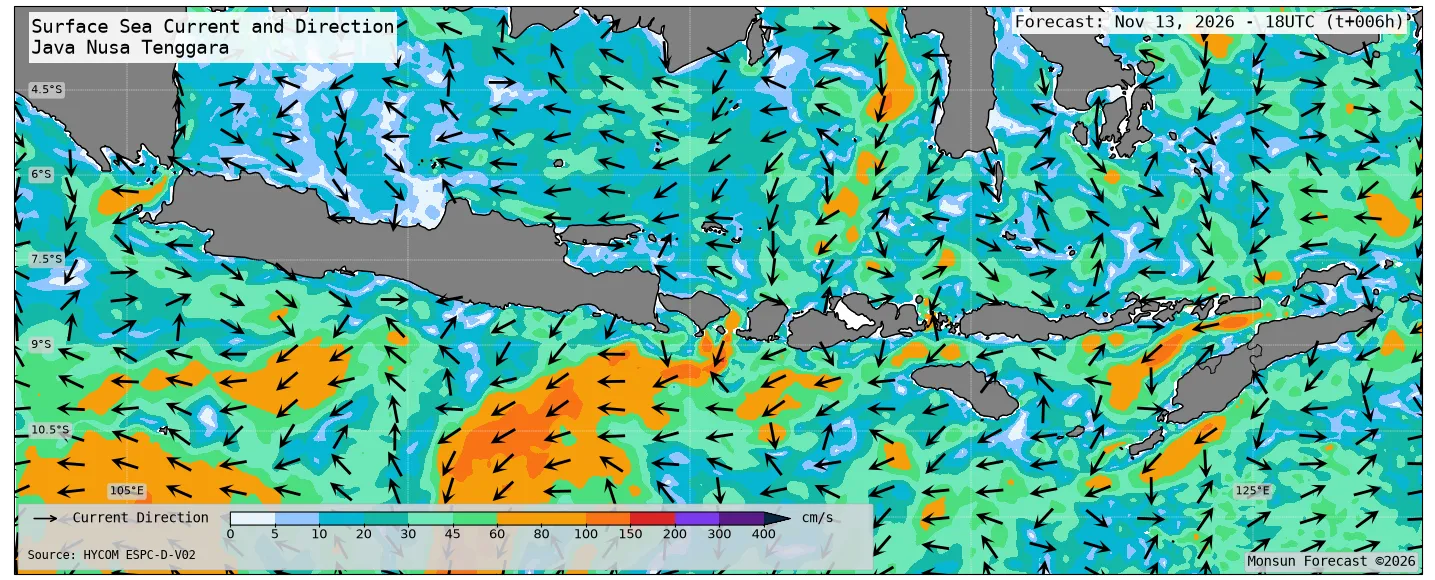 Surface Sea Current and Direction
Java Nusa Tenggara
Forecast: Nov 13, 2026 - 18UTC (t+006h)
4.5°S
6°S
7.5°S
9°S
10.5°S
105°E
125°E
Current Direction
0 5 10 20 30 45 60 80 100 150 200 300 400
cm/s
Source: HYCOM ESPC-D-V02
Monsun Forecast ©2026